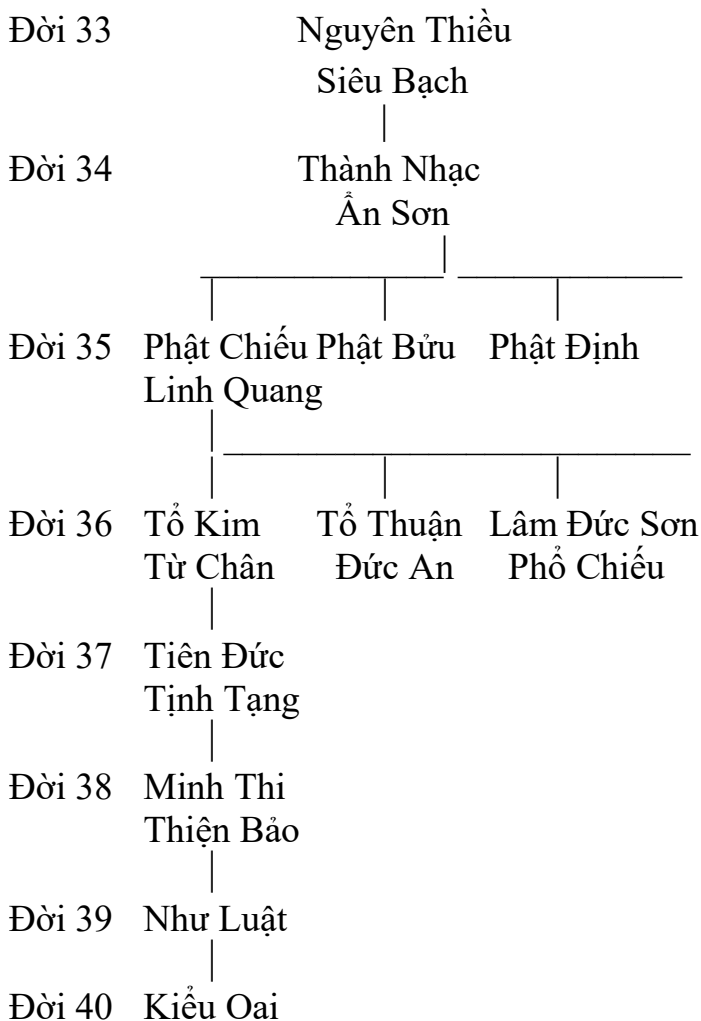 Đời 33 Nguyên Thiều
Siêu Bạch
Đời 34 Thành Nhạc
Ẩn Sơn
Đời 35 Phật Chiếu Phật Bửu Phật Định
Linh Quang
Đời 36 Tổ Kim Tổ Thuận Lâm Đức Sơn
Từ Chân Đức An Phổ Chiếu
Đời 37 Tiên Đức
Tịnh Tạng
Đời 38 Minh Thi
Thiện Bảo
Đời 39 Như Luật
Đời 40 Kiểu Oai